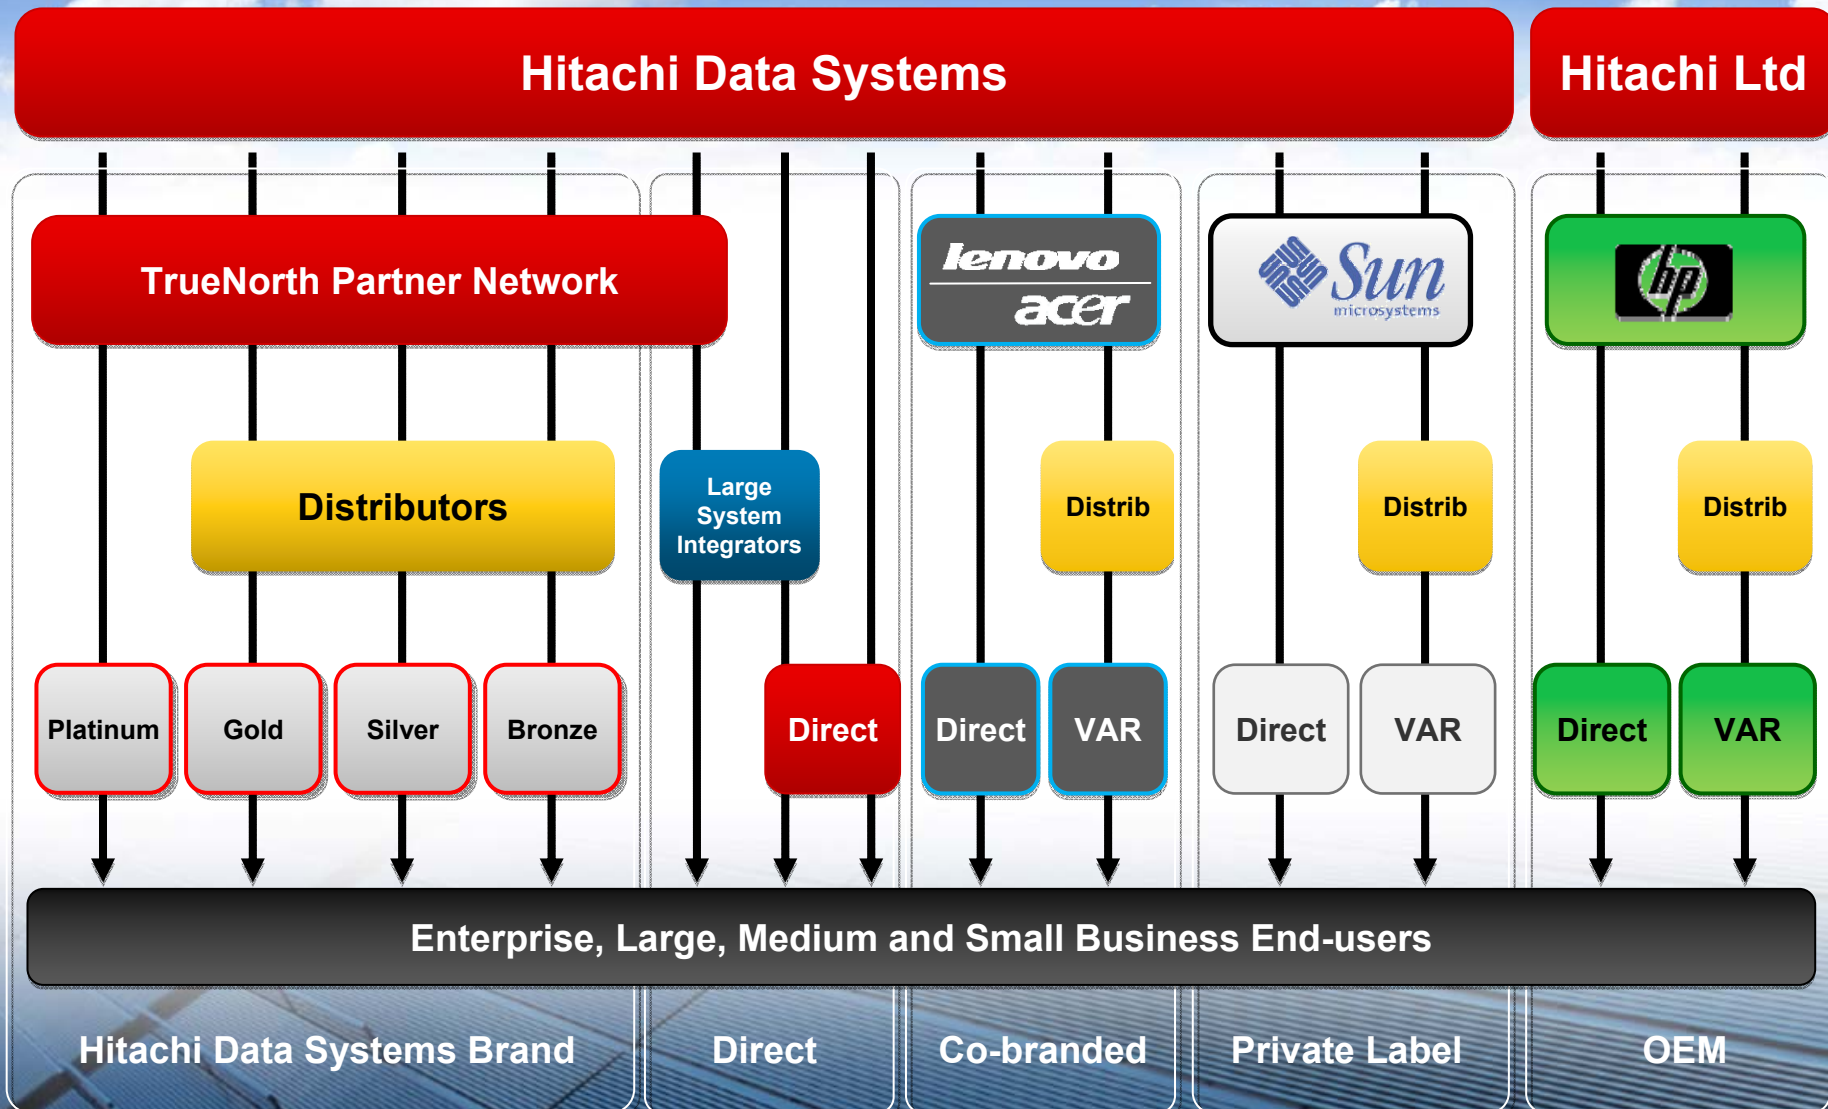 Hitachi Data Systems
Hitachi Ltd
TrueNorth Partner Network
lenovo
acer
Sun
microsystems
hp
Distributors
Large
System
Integrators
Distrib
Distrib
Distrib
Platinum
Gold
Silver
Bronze
Direct
Direct
VAR
Direct
VAR
Direct
VAR
Enterprise, Large, Medium and Small Business End-users
Hitachi Data Systems Brand
Direct
Co-branded
Private Label
OEM